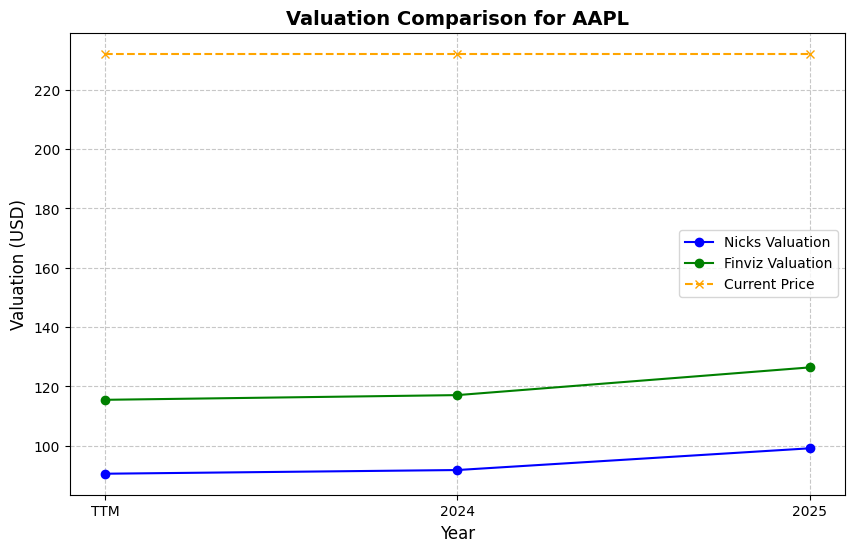 Valuation Comparison for AAPL
Valuation (USD)
220
200
180
160
140
120
100
Nicks Valuation
Finviz Valuation
Current Price
TTM
2024
2025
Year